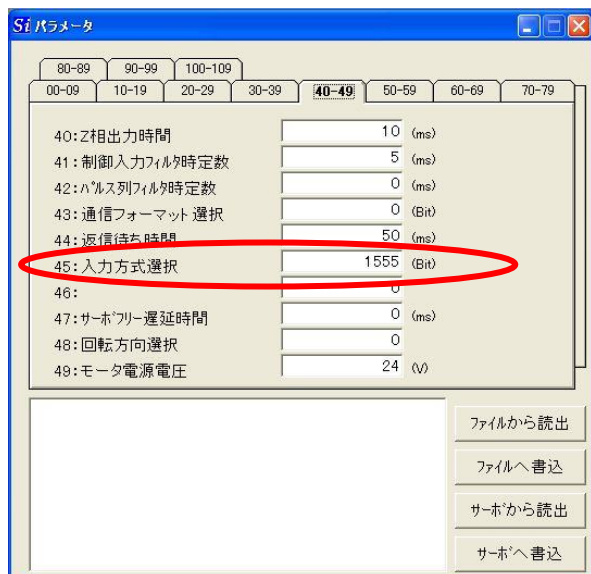 Si パラメータ
80-89 90-99 100-109
00-09 10-19 20-29 30-39 40-49 50-59 60-69 70-79
40:Z相出力時間 10 (ms)
41:制御入力ﾌｨﾙﾀ時定数 5 (ms)
42:ﾊﾟﾙｽ列ﾌｨﾙﾀ時定数 0 (ms)
43:通信フォーマット選択 0 (Bit)
44:返信待ち時間 50 (ms)
45:入力方式選択 1555 (Bit)
46: 0
47:ｻｰﾎﾞﾌﾘｰ遅延時間 0 (ms)
48:回転方向選択 0
49:モータ電源電圧 24 (V)
ﾌｧｲﾙから読出
ﾌｧｲﾙへ書込
ｻｰﾎﾞから読出
ｻｰﾎﾞへ書込